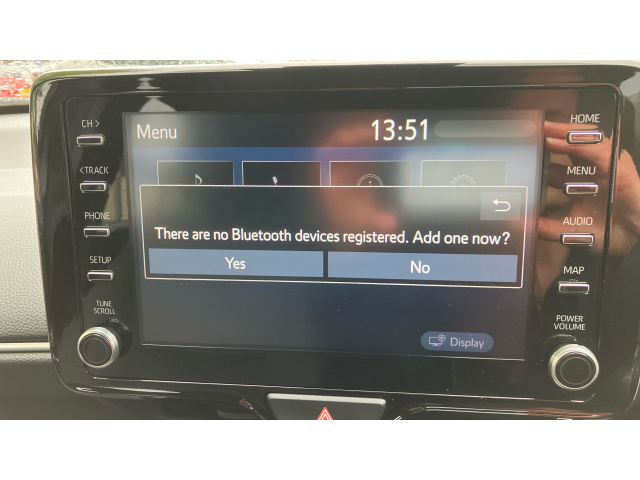 CH >
< TRACK
PHONE
SETUP
TUNE
SCROLL
Menu
13:51
There are no Bluetooth devices registered. Add one now?
Yes
No
Display
HOME
MENU
AUDIO
MAP
POWER
VOLUME